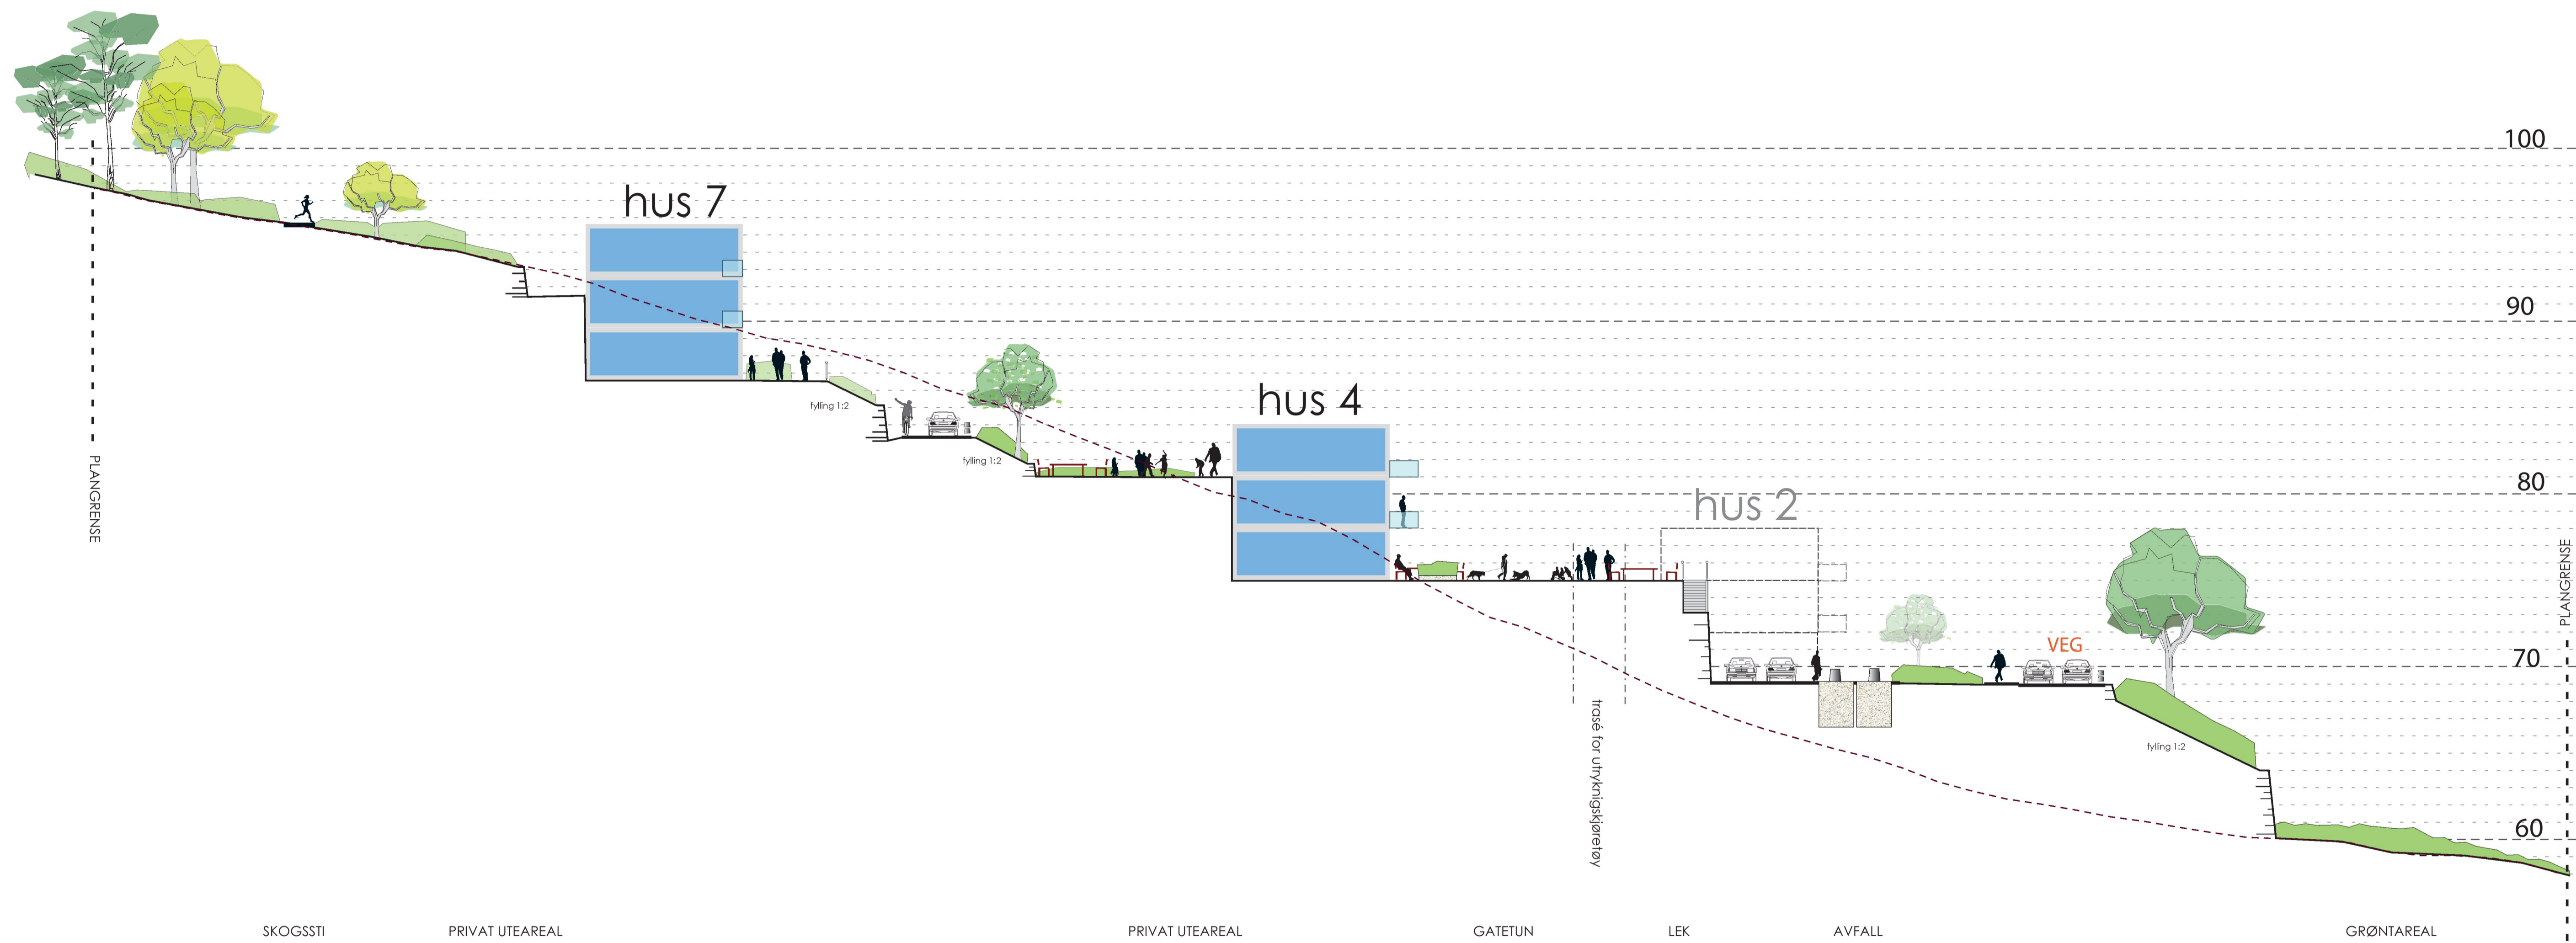 100
hus 7
90
hus 4
fylling 1:2
fylling 1:2
PLANGRENSE
80
hus 2
PLANGRENSE
VEG
70
trasé for utryknigskjøretøy
fylling 1:2
60
SKOGSSTI
PRIVAT UTEAREAL
PRIVAT UTEAREAL
GATETUN
LEK
AVFALL
GRØNTAREAL